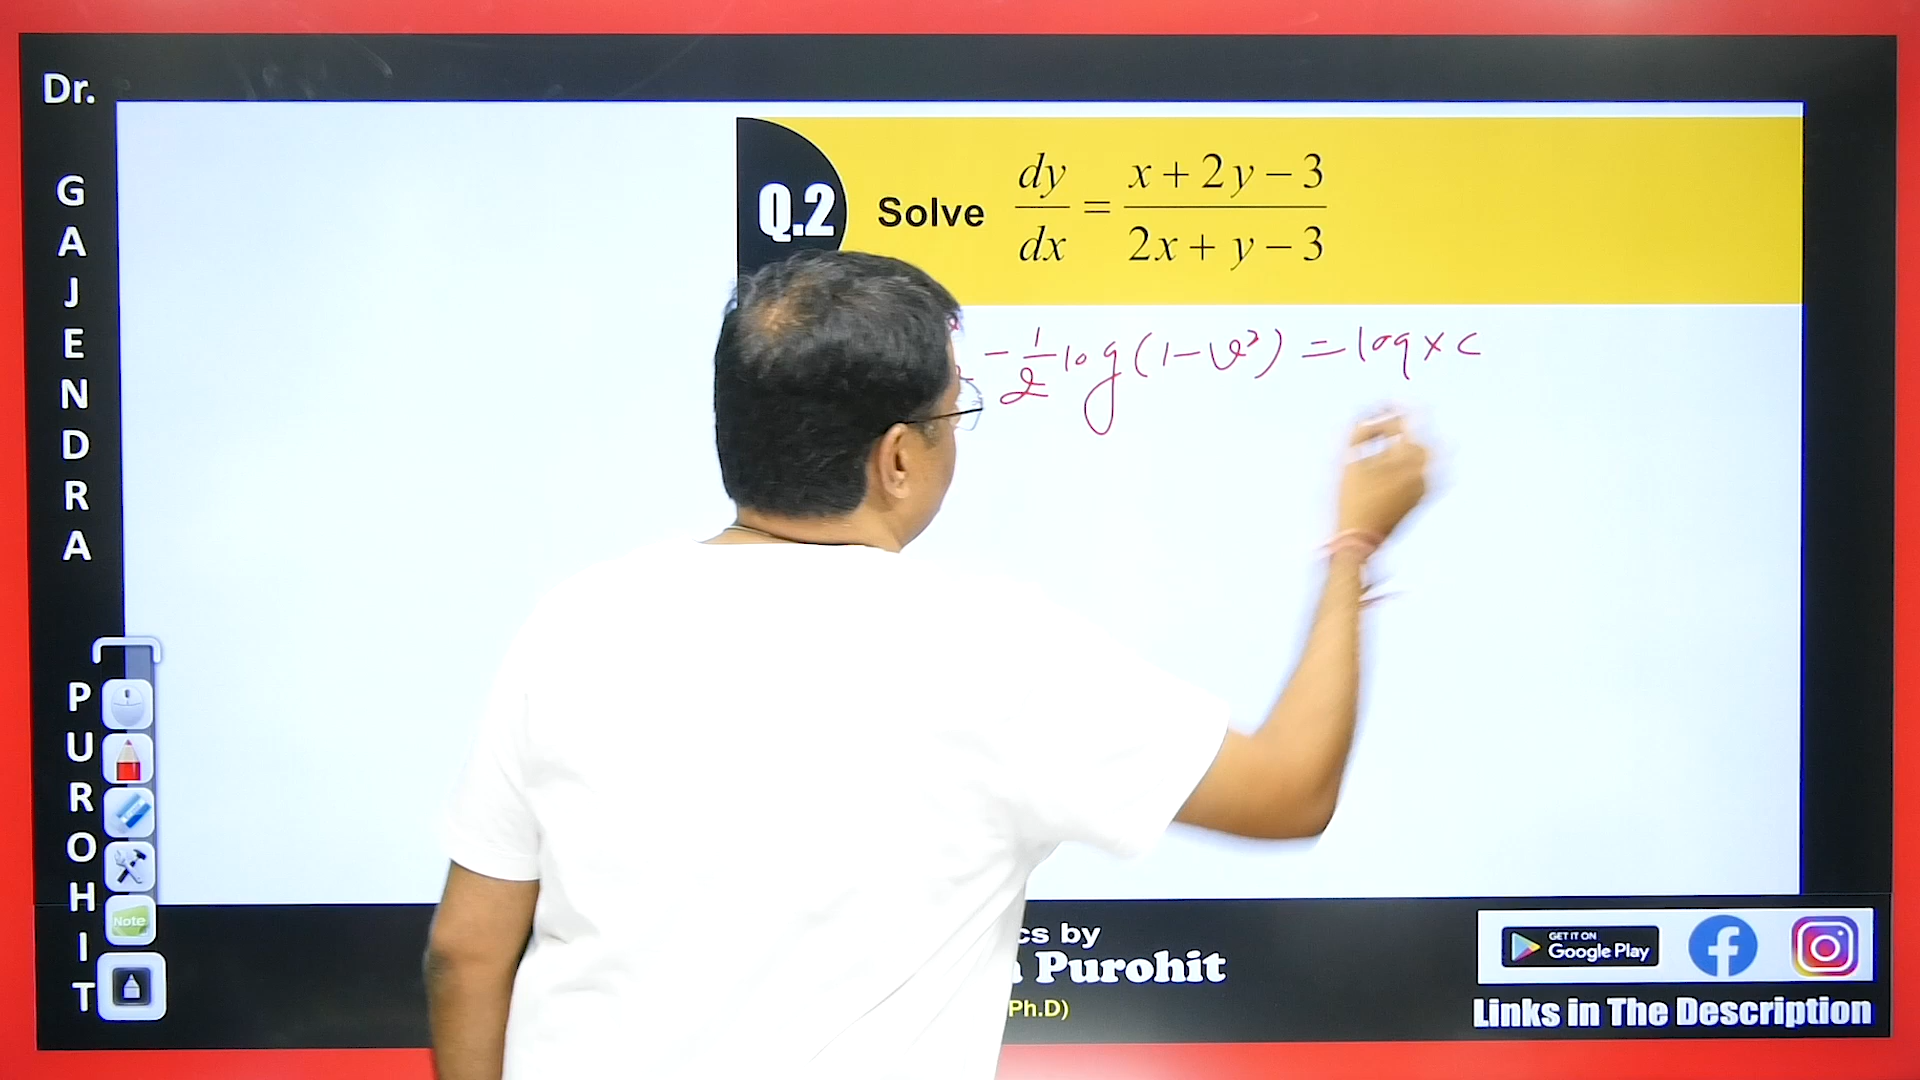 Dr.
GAJENDRA
PUROHIT
Q.2 Solve dy/dx = x + 2y − 3 / 2x + y − 3
− 1/2 log(1−v²) = log x c
Note
cs by
Purohit
Ph.D)
GET IT ON
Google Play
Links in The Description